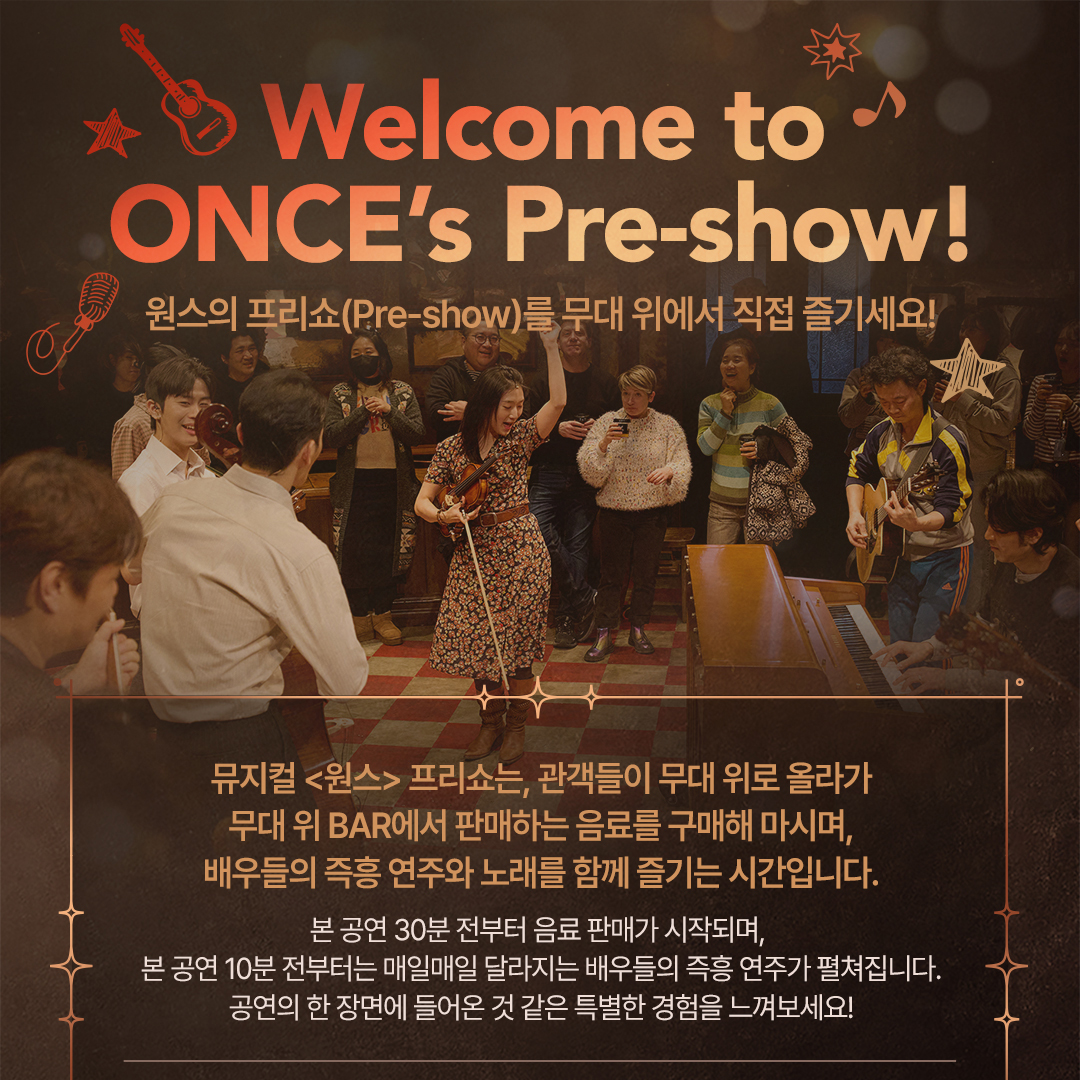 Welcome to
ONCE's Pre-show!
원스의 프리쇼(Pre-show)를 무대 위에서 직접 즐기세요!
뮤지컬 <원스> 프리쇼는, 관객들이 무대 위로 올라가
무대 위 BAR에서 판매하는 음료를 구매해 마시며,
배우들의 즉흥 연주와 노래를 함께 즐기는 시간입니다.
본 공연 30분 전부터 음료 판매가 시작되며,
본 공연 10분 전부터는 매일매일 달라지는 배우들의 즉흥 연주가 펼쳐집니다.
공연의 한 장면에 들어온 것 같은 특별한 경험을 느껴보세요!